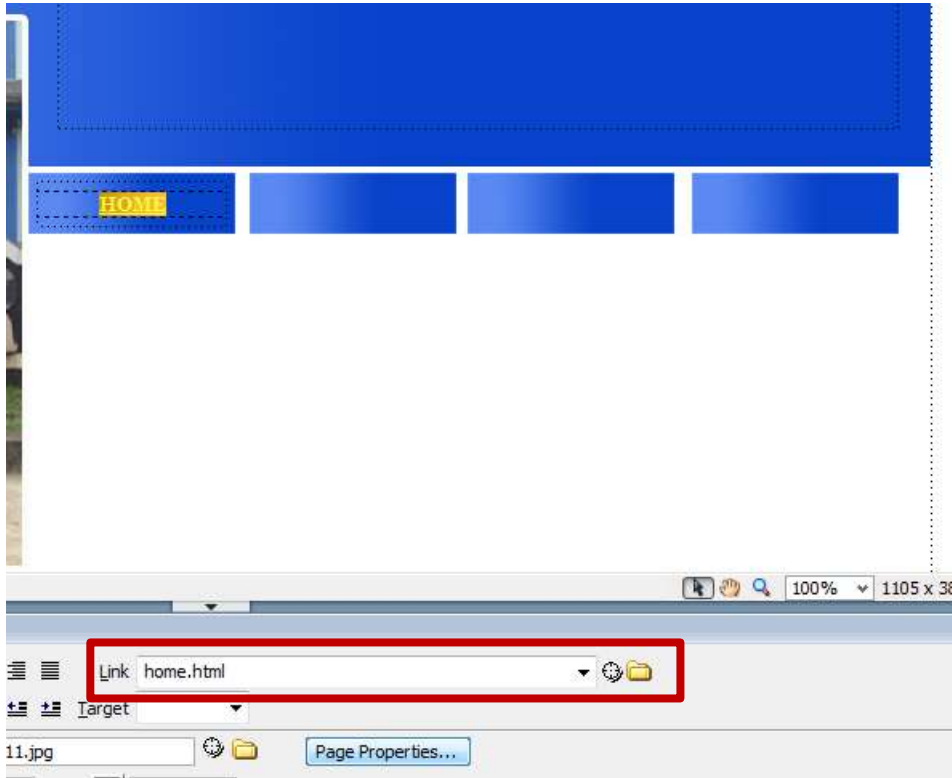 HOME
100% 1105 x 38
Link home.html
Target
11.jpg Page Properties...